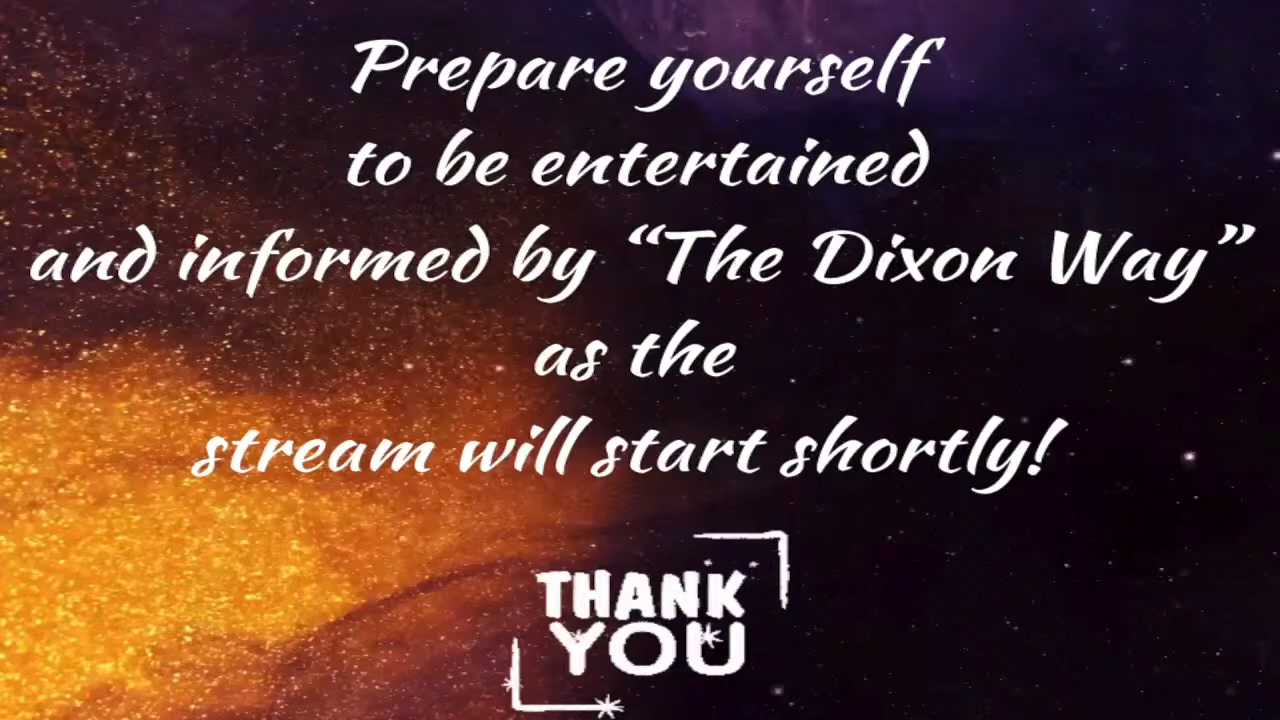 Prepare yourself
to be entertained
and informed by “The Dixon Way”
as the
stream will start shortly!
THANK
YOU